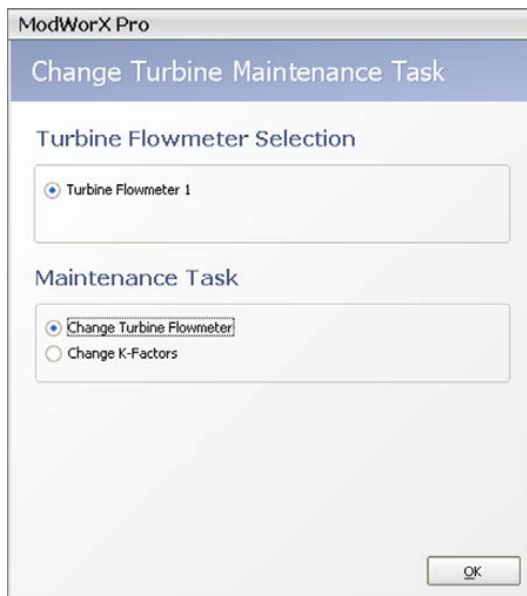 ModWorX Pro
Change Turbine Maintenance Task
Turbine Flowmeter Selection
Turbine Flowmeter 1
Maintenance Task
Change Turbine Flowmeter
Change K-Factors
OK